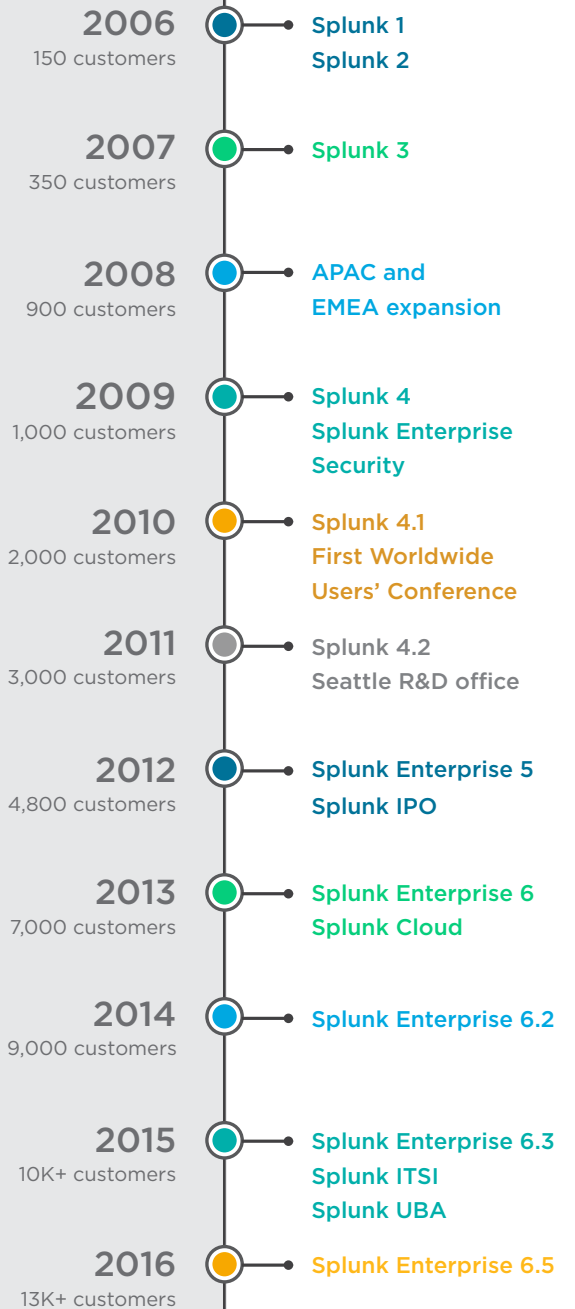 2006
150 customers
Splunk 1
Splunk 2
2007
350 customers
Splunk 3
2008
900 customers
APAC and
EMEA expansion
2009
1,000 customers
Splunk 4
Splunk Enterprise
Security
2010
2,000 customers
Splunk 4.1
First Worldwide
Users’ Conference
2011
3,000 customers
Splunk 4.2
Seattle R&D office
2012
4,800 customers
Splunk Enterprise 5
Splunk IPO
2013
7,000 customers
Splunk Enterprise 6
Splunk Cloud
2014
9,000 customers
Splunk Enterprise 6.2
2015
10K+ customers
Splunk Enterprise 6.3
Splunk ITSI
Splunk UBA
2016
13K+ customers
Splunk Enterprise 6.5